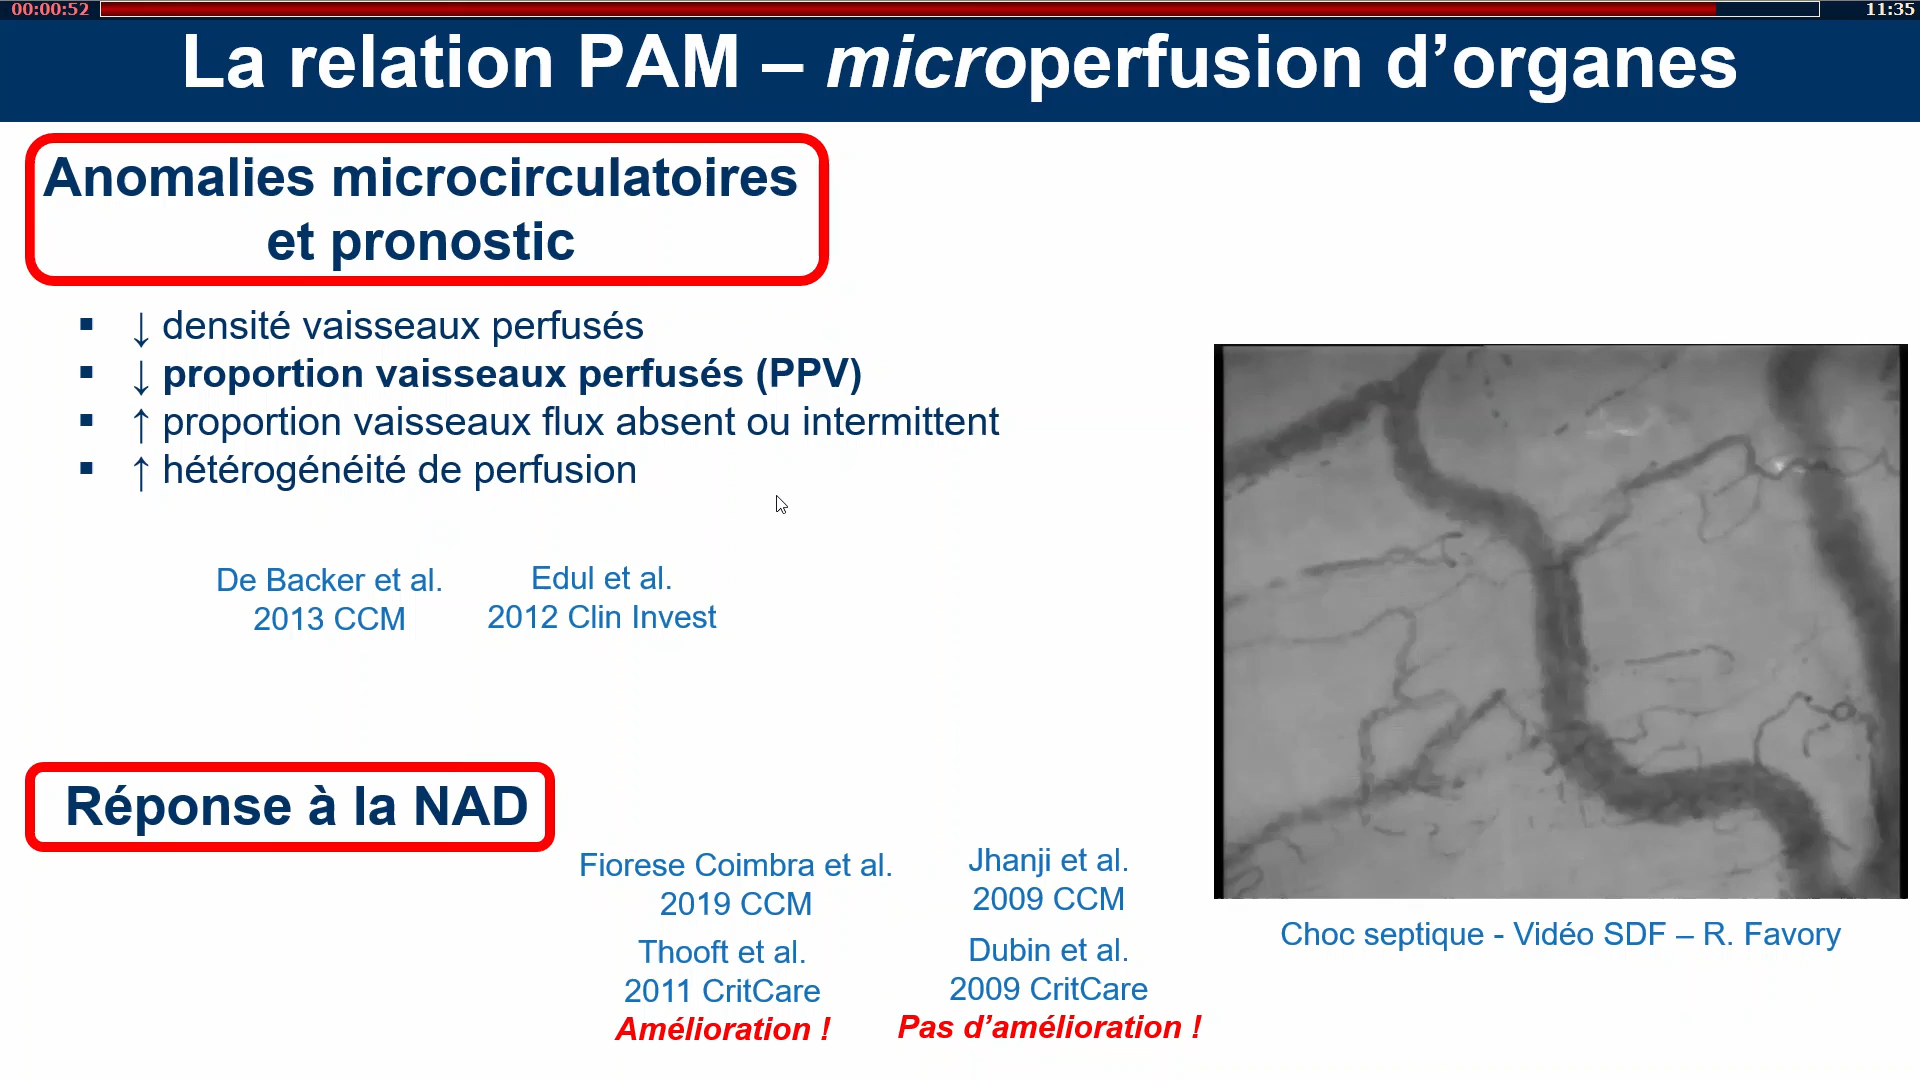 00:00:52
11:35
La relation PAM – microperfusion d’organes
Anomalies microcirculatoires
et pronostic
▪ ↓ densité vaisseaux perfusés
▪ ↓ proportion vaisseaux perfusés (PPV)
▪ ↑ proportion vaisseaux flux absent ou intermittent
▪ ↑ hétérogénéité de perfusion
De Backer et al.
2013 CCM
Edul et al.
2012 Clin Invest
Réponse à la NAD
Fiorese Coimbra et al.
2019 CCM
Thooft et al.
2011 CritCare
Amélioration !
Jhanji et al.
2009 CCM
Dubin et al.
2009 CritCare
Pas d’amélioration !
Choc septique - Vidéo SDF – R. Favory